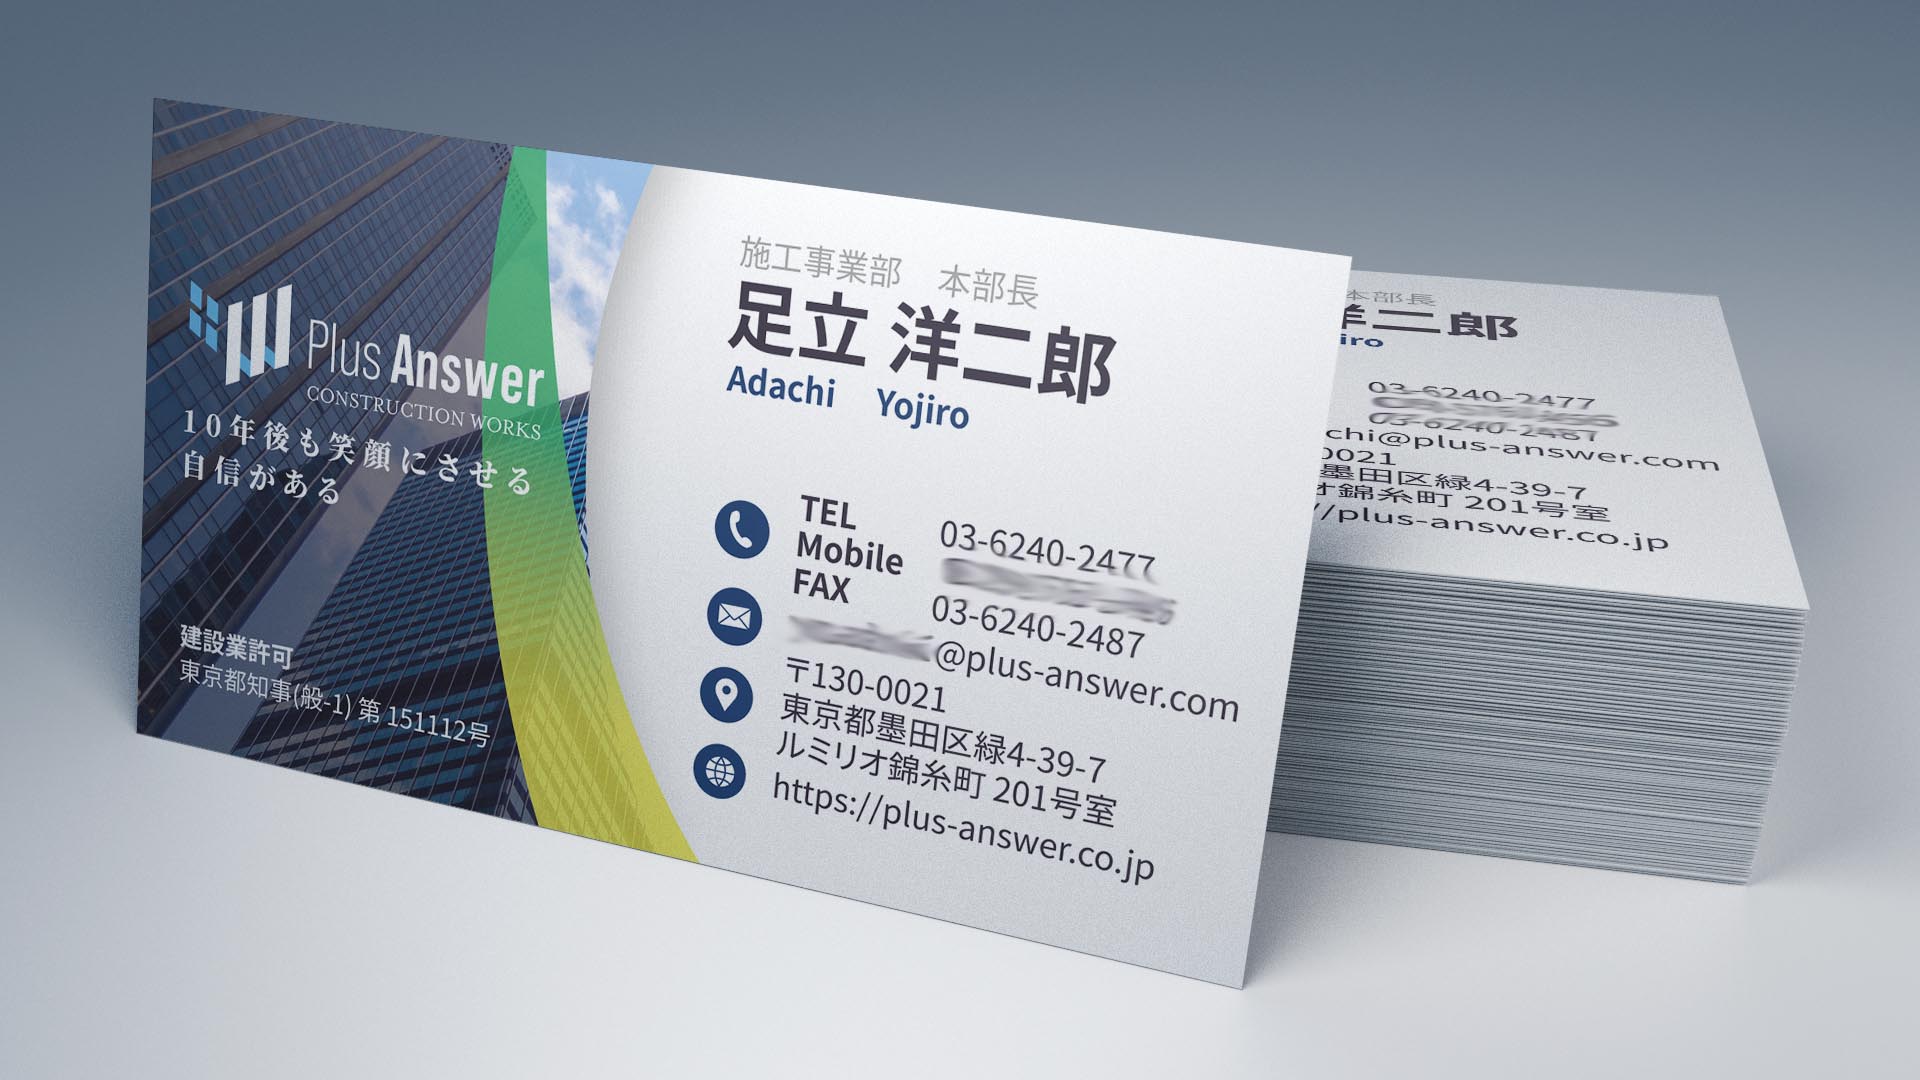 Plus Answer
CONSTRUCTION WORKS
10年後も笑顔にさせる
自信がある
建設業許可
東京都知事(般-1) 第 151112号
施工事業部 本部長
足立 洋二郎
Adachi Yojiro
TEL 03-6240-2477
Mobile
FAX 03-6240-2487
@plus-answer.com
〒130-0021
東京都墨田区緑4-39-7
ルミリオ錦糸町 201号室
https://plus-answer.co.jp
本部長
洋二郎
iro
03-6240-2477
03-6240-2487
chi@plus-answer.com
0021
墨田区緑4-39-7
オ錦糸町 201号室
//plus-answer.co.jp